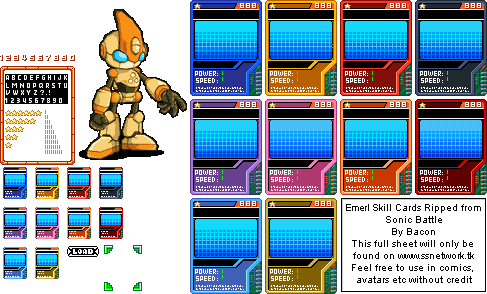 1234567890
ABCDEFGHIJK
LMNOPQRSTU
VWXYZ?!
1234567890
LOAD
888
888
888
888
POWER:
SPEED:
POWER:
SPEED:
POWER:
SPEED:
POWER:
SPEED:
888
888
888
888
POWER:
SPEED:
POWER:
SPEED:
POWER:
SPEED:
POWER:
SPEED:
888
888
POWER:
SPEED:
POWER:
SPEED:
Emerl Skill Cards Ripped from
Sonic Battle
By Bacon
This full sheet will only be
found on www.ssnetwork.tk
Feel free to use in comics,
avatars etc without credit